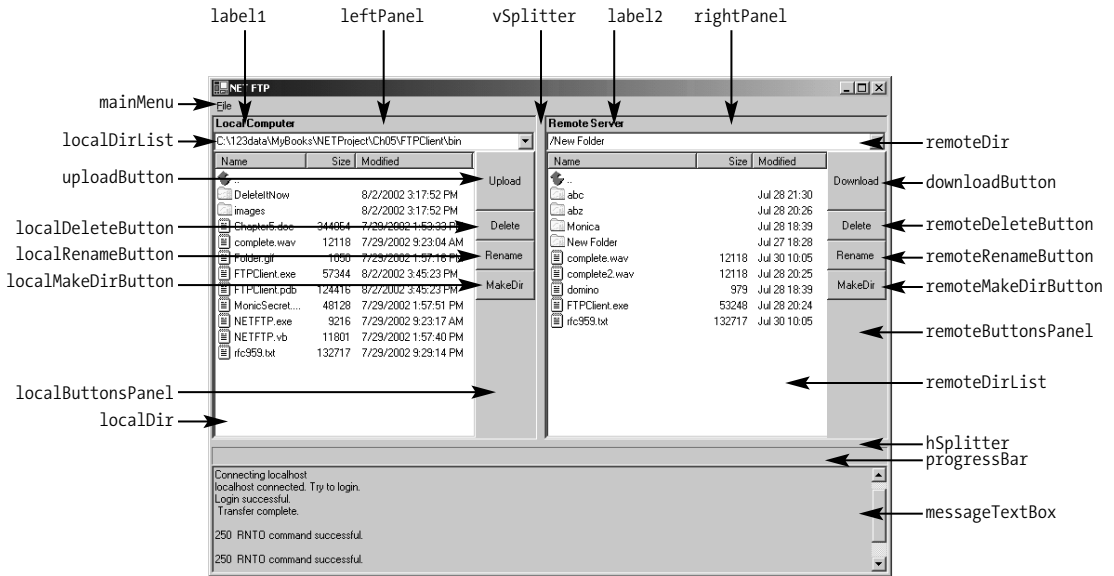 label1 leftPanel vSplitter label2 rightPanel
.NET FTP
mainMenu
File
Local Computer Remote Server
localDirList C:\123data\MyBooks\NETProject\Ch05\FTPClient\bin /New Folder remoteDir
Name Size Modified Name Size Modified
uploadButton .. Upload .. Download downloadButton
DeleteItNow 8/2/2002 3:17:52 PM abc Jul 28 21:30
images 8/2/2002 3:17:52 PM abz Jul 28 20:26
localDeleteButton Chapter5.doc 344064 7/29/2002 1:53:33 PM Delete Monica Jul 28 18:39 Delete remoteDeleteButton
complete.wav 12118 7/29/2002 9:23:04 AM New Folder Jul 27 18:28
localRenameButton Folder.gif 1050 7/29/2002 1:57:16 PM Rename complete.wav 12118 Jul 30 10:05 Rename remoteRenameButton
FTPClient.exe 57344 8/2/2002 3:45:23 PM complete2.wav 12118 Jul 28 20:25
localMakeDirButton FTPClient.pdb 124416 8/2/2002 3:45:23 PM MakeDir domino 979 Jul 28 18:39 MakeDir remoteMakeDirButton
MonicSecret.... 48128 7/29/2002 1:57:51 PM FTPClient.exe 53248 Jul 28 20:24
NETFTP.exe 9216 7/29/2002 9:23:17 AM rfc959.txt 132717 Jul 30 10:05
NETFTP.vb 11801 7/29/2002 1:57:40 PM remoteButtonsPanel
rfc959.txt 132717 7/29/2002 9:29:14 PM
localButtonsPanel remoteDirList
localDir
hSplitter
progressBar
Connecting localhost
localhost connected. Try to login.
Login successful.
Transfer complete.
messageTextBox
250 RNTO command successful.
250 RNTO command successful.